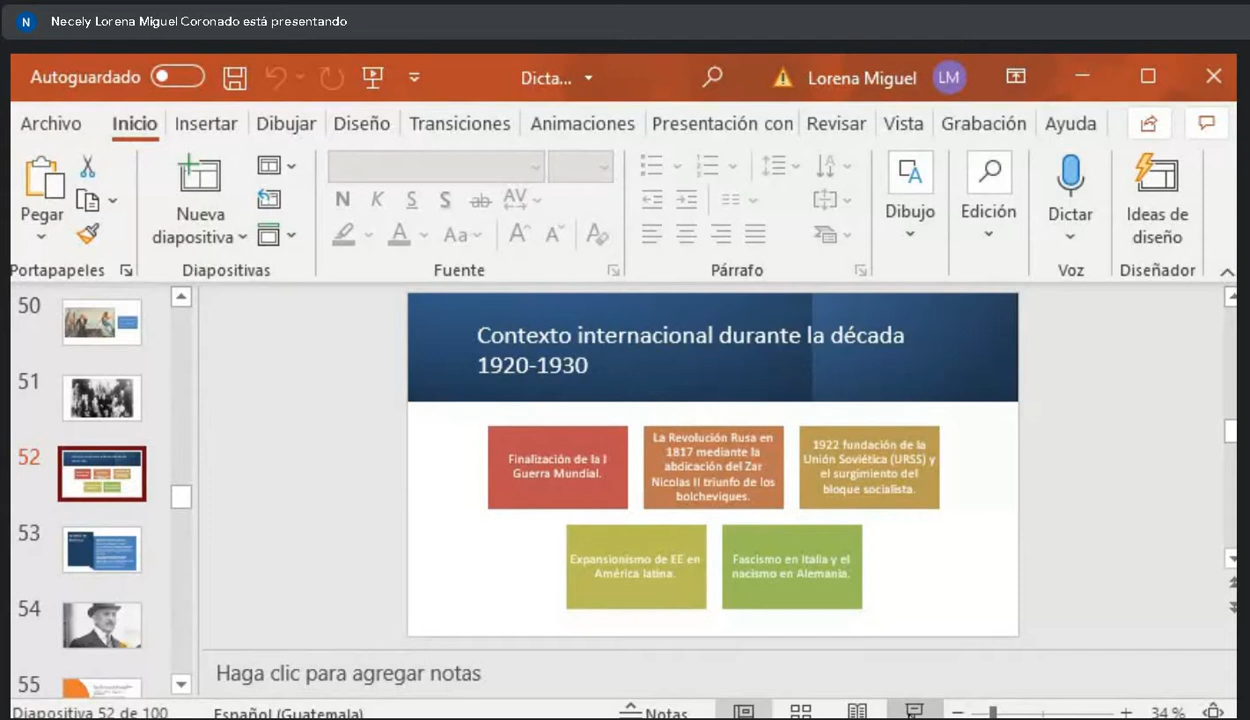 N Necely Lorena Miguel Coronado está presentando
Autoguardado Dicta... Lorena Miguel LM
Archivo Inicio Insertar Dibujar Diseño Transiciones Animaciones Presentación con Revisar Vista Grabación Ayuda
Pegar
Nueva
diapositiva
N K S S ab AV
A Aa A A A
Dibujo
Edición
Dictar
Ideas de
diseño
Portapapeles Diapositivas Fuente Párrafo Voz Diseñador
50
51
52
53
54
55
Contexto internacional durante la década
1920-1930
Finalización de la I
Guerra Mundial.
La Revolución Rusa en
1817 mediante la
abdicación del Zar
Nicolas II triunfo de los
bolcheviques.
1922 fundación de la
Unión Soviética (URSS) y
el surgimiento del
bloque socialista.
Expansionismo de EE en
América latina.
Fascismo en Italia y el
nacismo en Alemania.
Haga clic para agregar notas
Diapositiva 52 de 100 Español (Guatemala) Notas 34 %